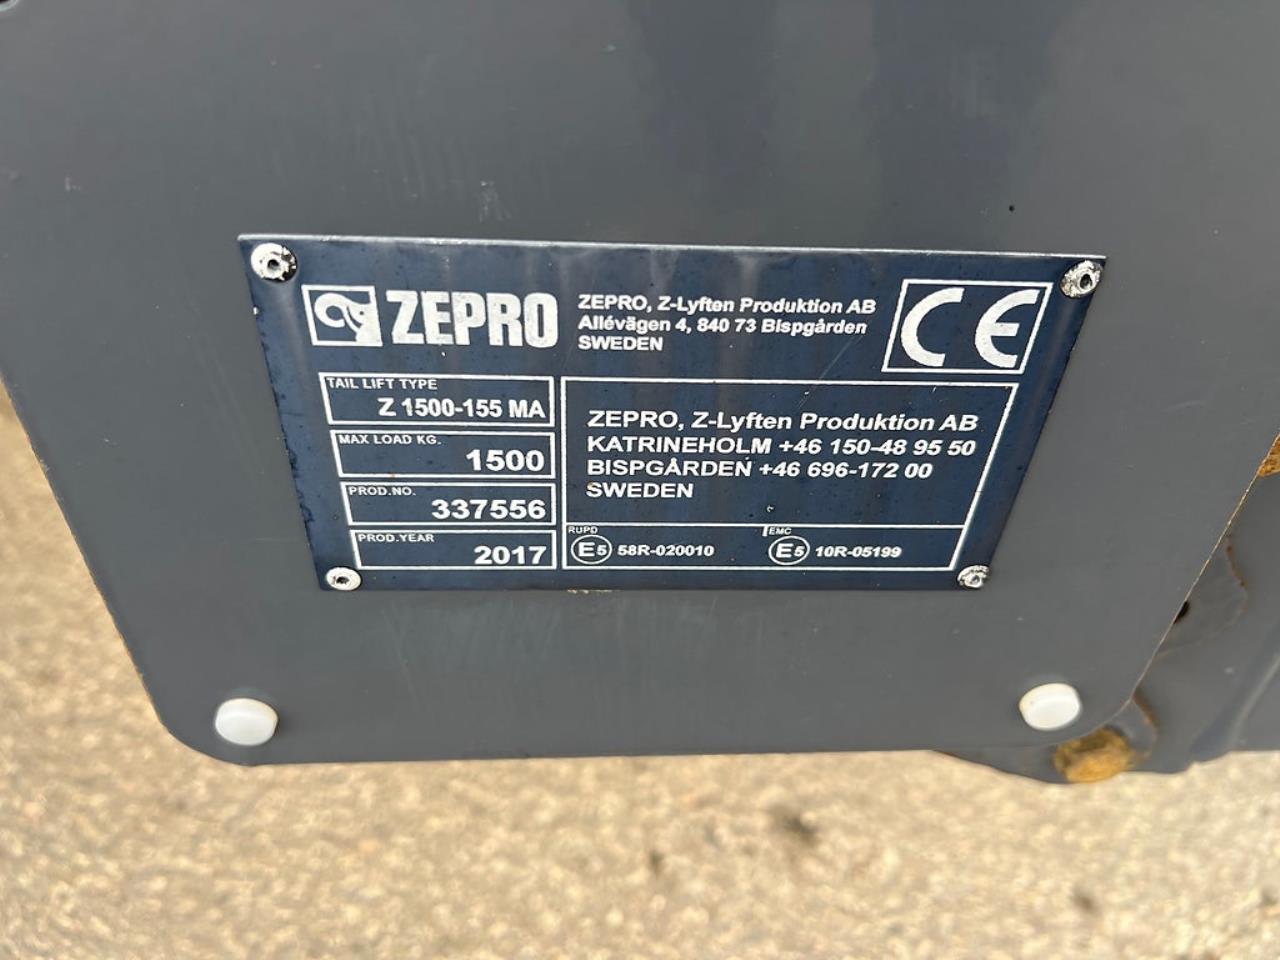 ZEPRO
ZEPRO, Z-Lyften Produktion AB
Allévägen 4, 840 73 Bispgården
SWEDEN
CE
TAIL LIFT TYPE
Z 1500-155 MA
MAX LOAD KG.
1500
PROD.NO.
337556
PROD.YEAR
2017
ZEPRO, Z-Lyften Produktion AB
KATRINEHOLM +46 150-48 95 50
BISPGÅRDEN +46 696-172 00
SWEDEN
RUPD
E5 58R-020010
EMC
E5 10R-05199